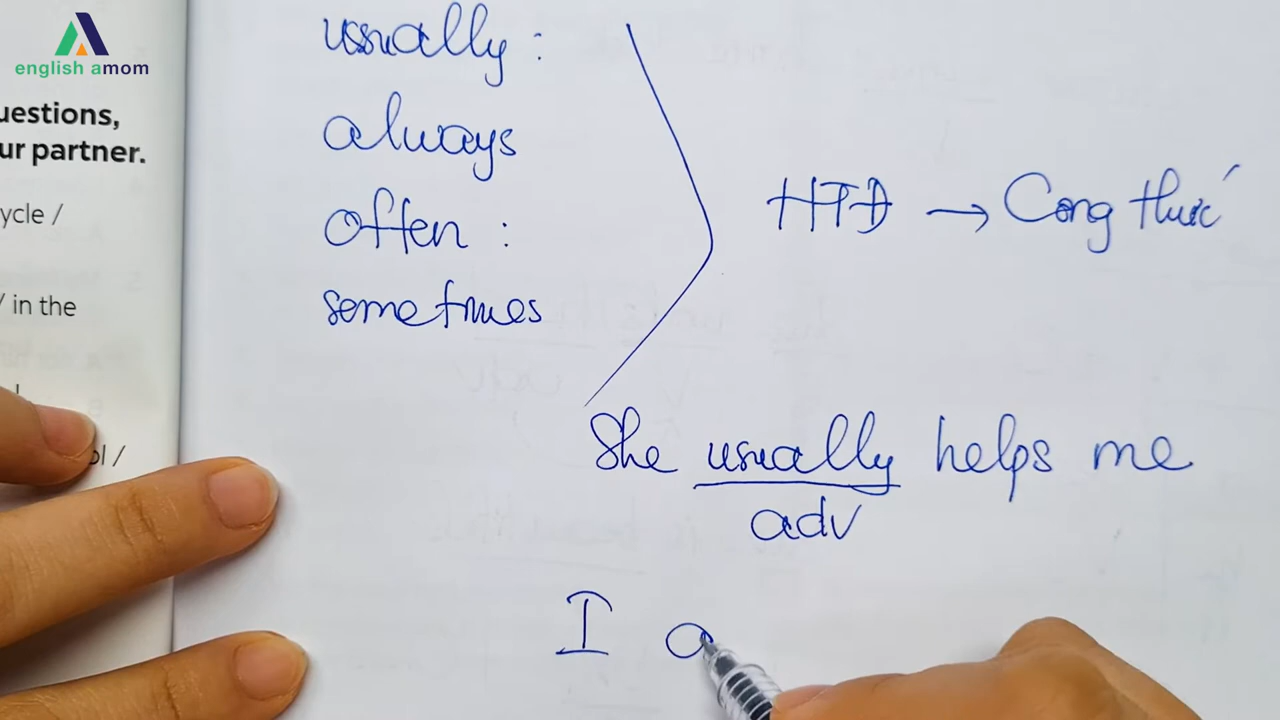 english amom
uestions,
ur partner.
ycle /
/ in the
ol /
usually :
always
often :
sometimes
HTĐ → Cong thức
She usually helps me
adv
I a